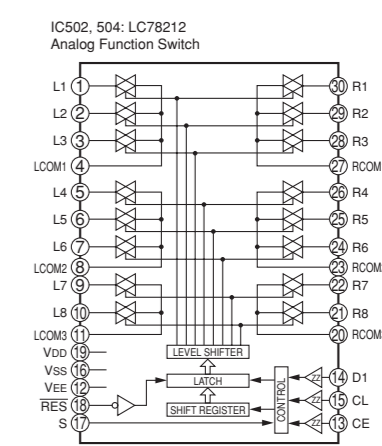 IC502, 504: LC78212
Analog Function Switch
L1 1 30 R1
L2 2 29 R2
L3 3 28 R3
LCOM1 4 27 RCOM
L4 5 26 R4
L5 6 25 R5
L6 7 24 R6
LCOM2 8 23 RCOM
L7 9 22 R7
L8 10 21 R8
LCOM3 11 20 RCOM
VDD 19 LEVEL SHIFTER
VSS 16
VEE 12 LATCH CONTROL ZZ 14 D1
RES 18 SHIFT REGISTER ZZ 15 CL
S 17 ZZ 13 CE